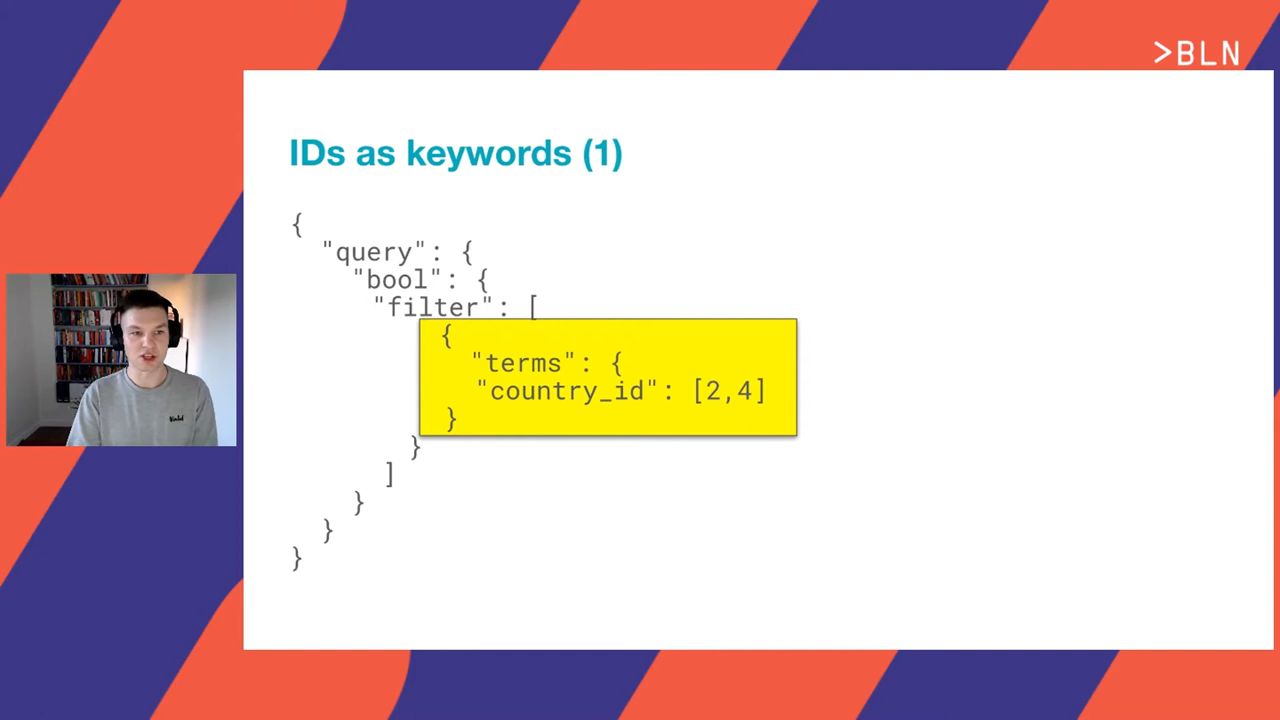 >BLN
IDs as keywords (1)
{
"query": {
"bool": {
"filter": [
{
"terms": {
"country_id": [2,4]
}
}
]
}
}
}